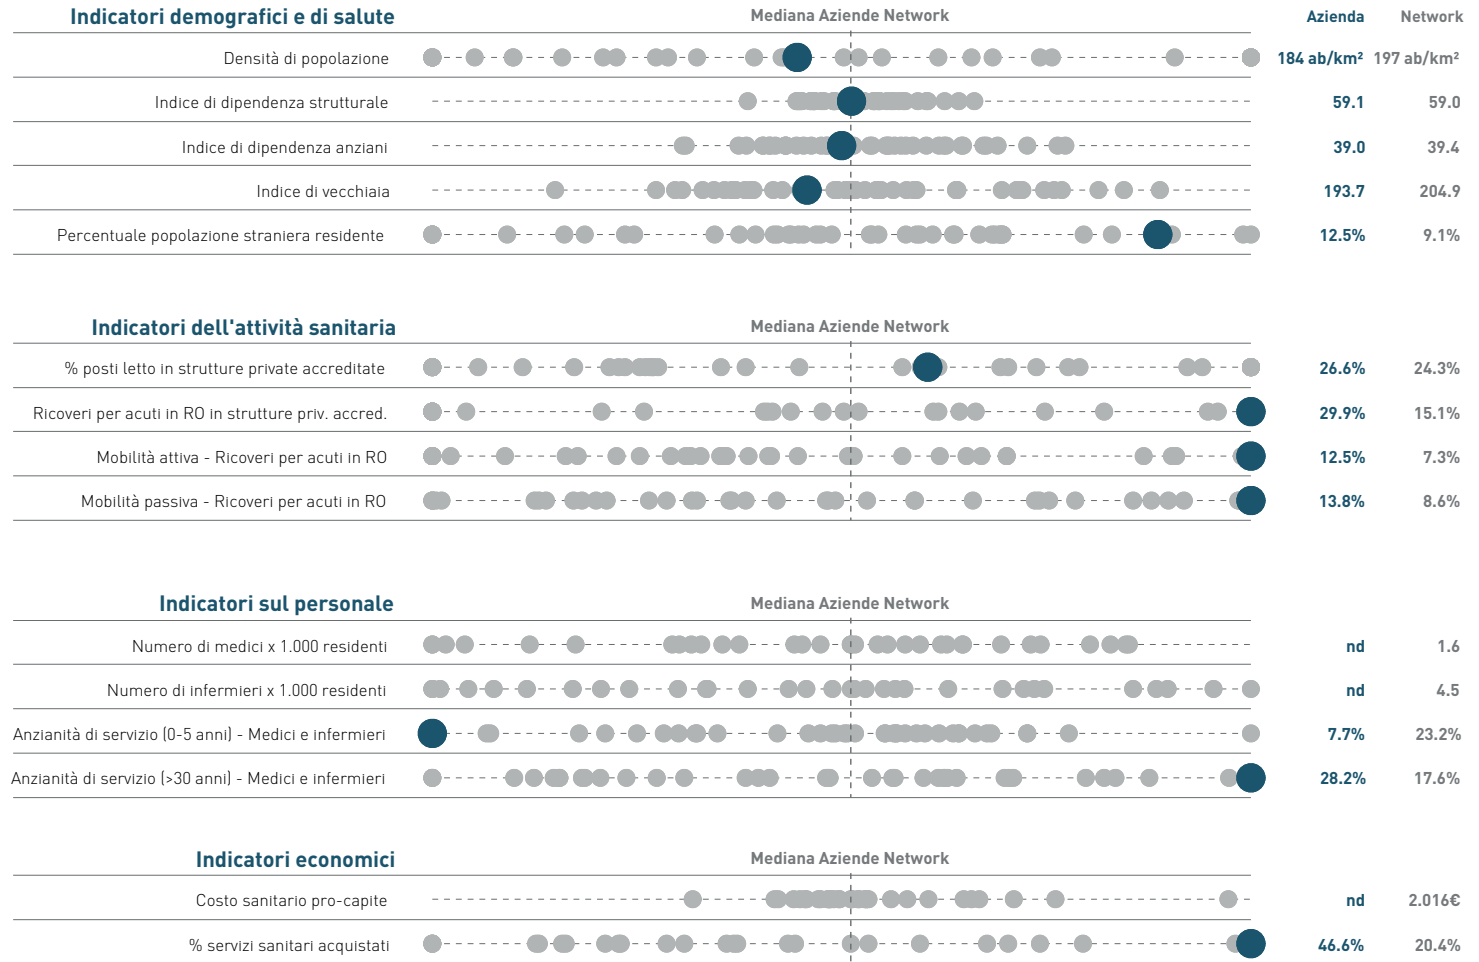 Indicatori demografici e di salute Mediana Aziende Network Azienda Network
Densità di popolazione 184 ab/km² 197 ab/km²
Indice di dipendenza strutturale 59.1 59.0
Indice di dipendenza anziani 39.0 39.4
Indice di vecchiaia 193.7 204.9
Percentuale popolazione straniera residente 12.5% 9.1%
Indicatori dell'attività sanitaria Mediana Aziende Network
% posti letto in strutture private accreditate 26.6% 24.3%
Ricoveri per acuti in RO in strutture priv. accred. 29.9% 15.1%
Mobilità attiva - Ricoveri per acuti in RO 12.5% 7.3%
Mobilità passiva - Ricoveri per acuti in RO 13.8% 8.6%
Indicatori sul personale Mediana Aziende Network
Numero di medici x 1.000 residenti nd 1.6
Numero di infermieri x 1.000 residenti nd 4.5
Anzianità di servizio (0-5 anni) - Medici e infermieri 7.7% 23.2%
Anzianità di servizio (>30 anni) - Medici e infermieri 28.2% 17.6%
Indicatori economici Mediana Aziende Network
Costo sanitario pro-capite nd 2.016€
% servizi sanitari acquistati 46.6% 20.4%